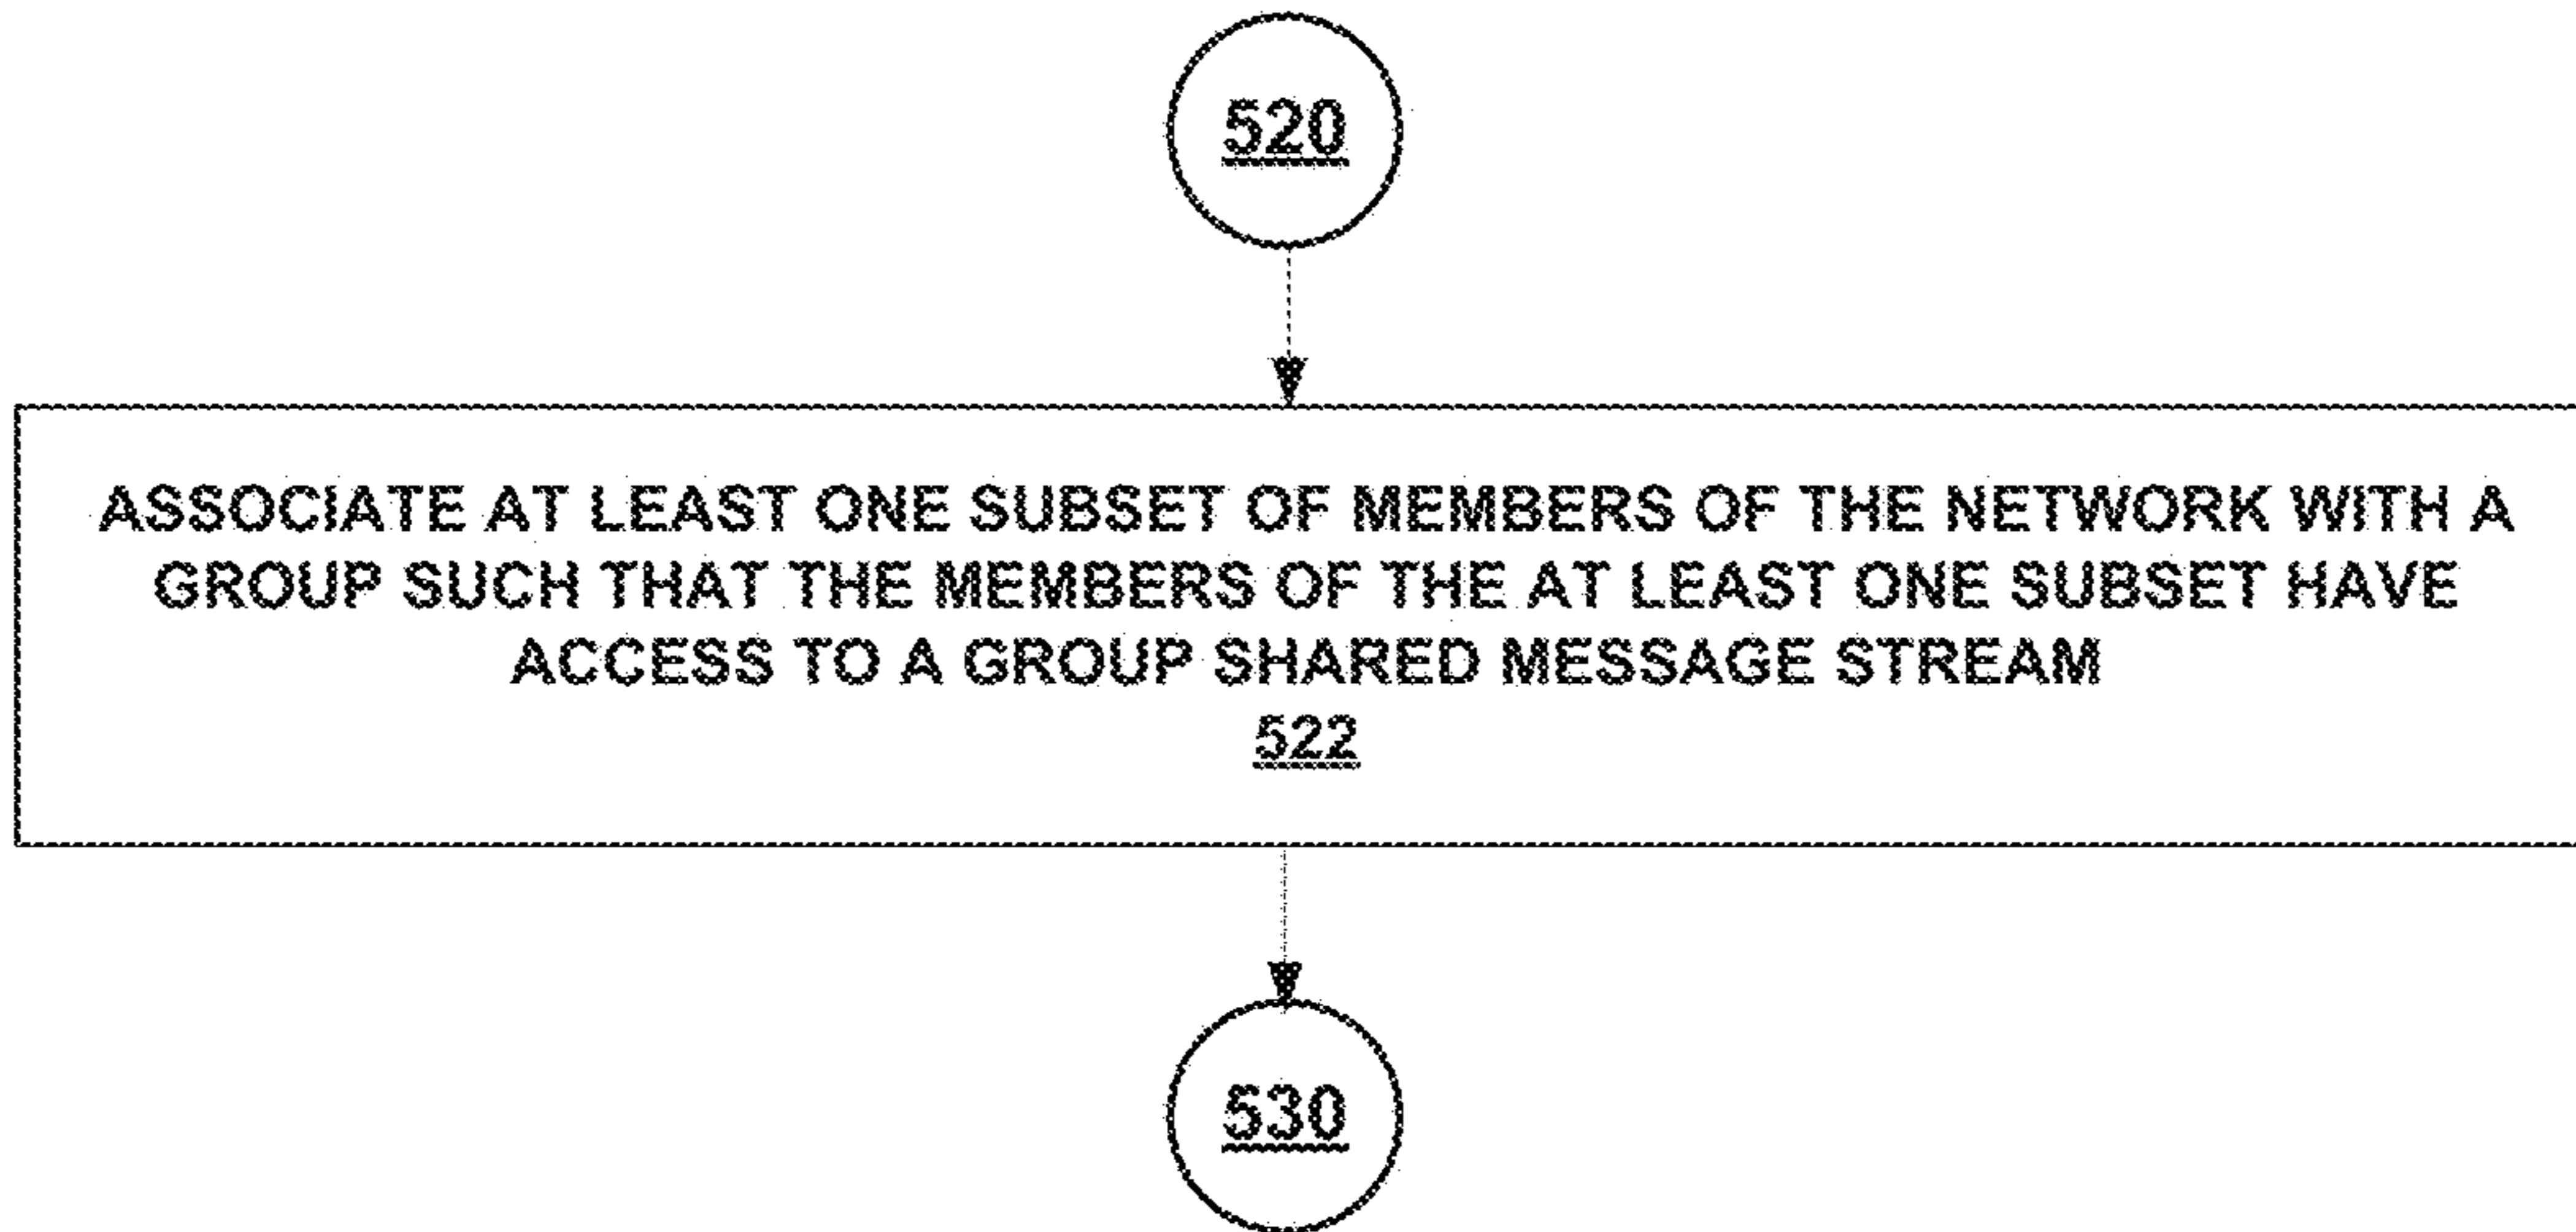 520
ASSOCIATE AT LEAST ONE SUBSET OF MEMBERS OF THE NETWORK WITH A
GROUP SUCH THAT THE MEMBERS OF THE AT LEAST ONE SUBSET HAVE
ACCESS TO A GROUP SHARED MESSAGE STREAM
522
530